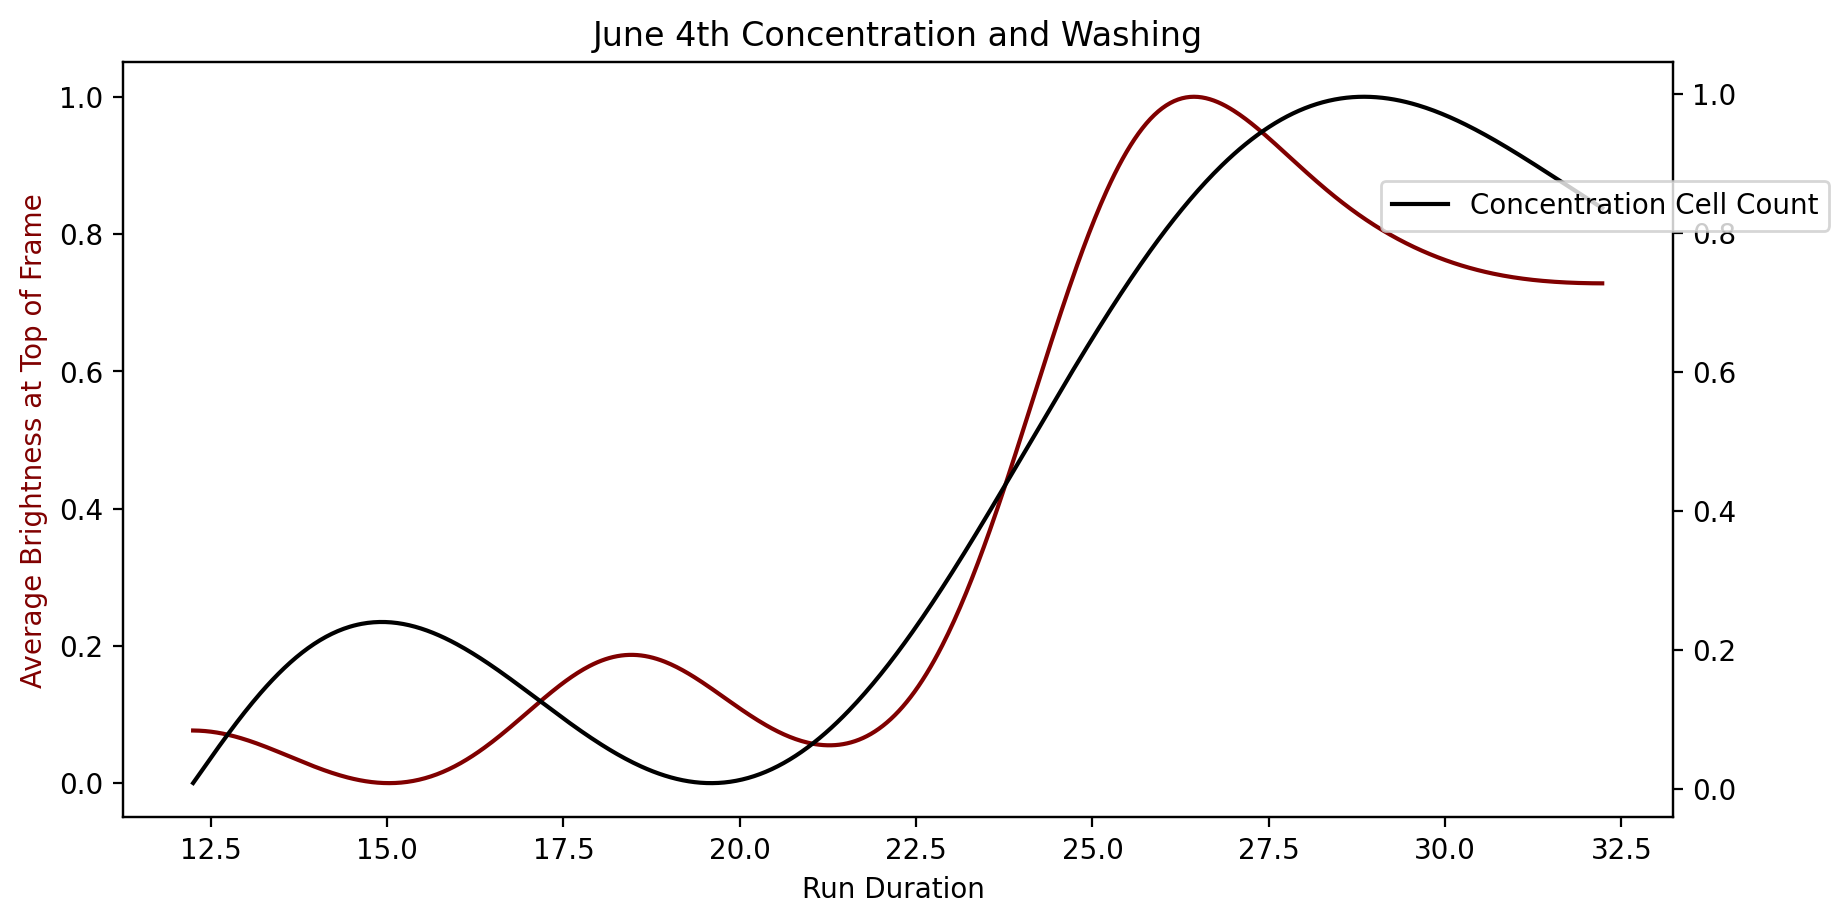 June 4th Concentration and Washing
Average Brightness at Top of Frame
1.0
0.8
0.6
0.4
0.2
0.0
1.0
0.8
0.6
0.4
0.2
0.0
Concentration Cell Count
12.5 15.0 17.5 20.0 22.5 25.0 27.5 30.0 32.5
Run Duration